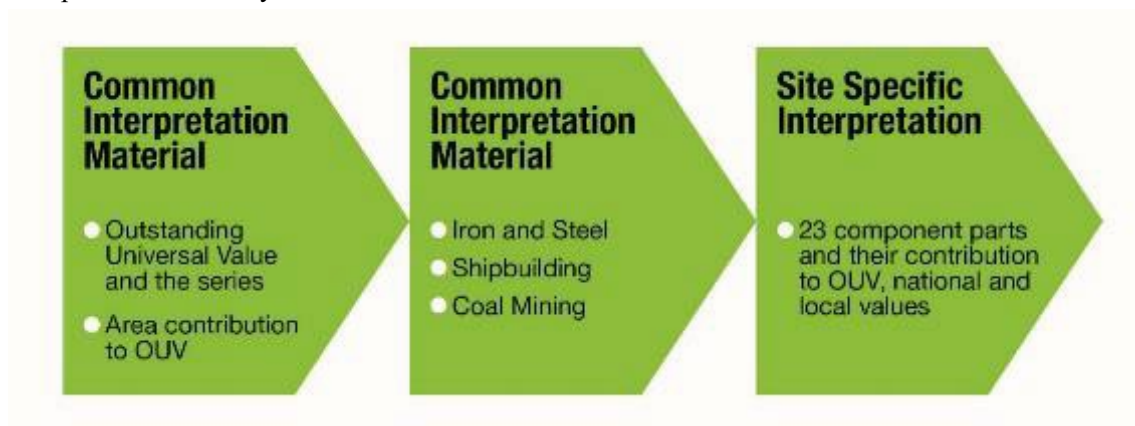 Common
Interpretation
Material
Outstanding
Universal Value
and the series
Area contribution
to OUV
Common
Interpretation
Material
Iron and Steel
Shipbuilding
Coal Mining
Site Specific
Interpretation
23 component parts
and their contribution
to OUV, national and
local values